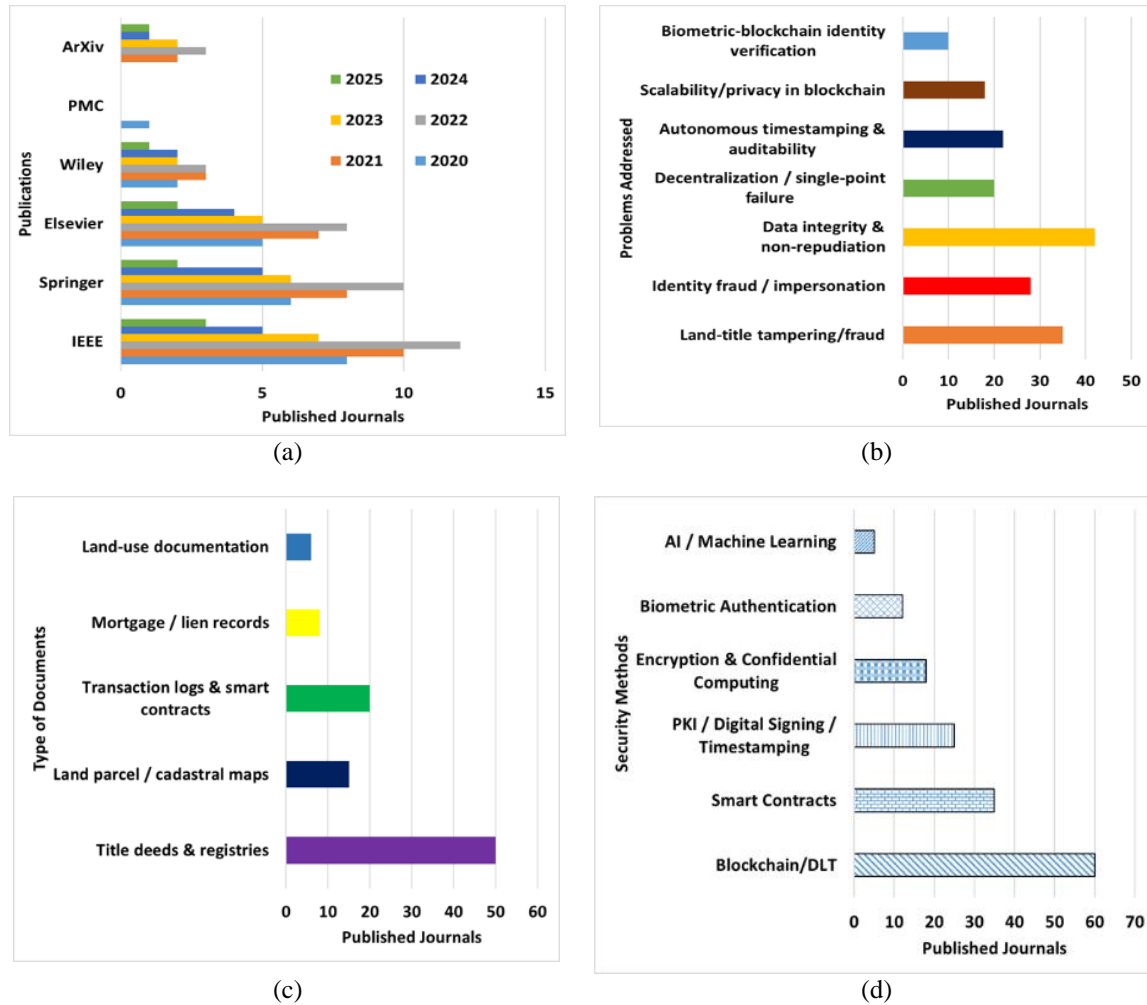 ArXiv
PMC
Wiley
Elsevier
Springer
IEEE
Publications
2025
2024
2023
2022
2021
2020
0
5
10
15
Published Journals
(a)
Biometric-blockchain identity
verification
Scalability/privacy in blockchain
Autonomous timestamping &
auditability
Decentralization / single-point
failure
Data integrity &
non-repudiation
Identity fraud / impersonation
Land-title tampering/fraud
Problems Addressed
0
10
20
30
40
50
Published Journals
(b)
Land-use documentation
Mortgage / lien records
Transaction logs & smart
contracts
Land parcel / cadastral maps
Title deeds & registries
Type of Documents
0
10
20
30
40
50
60
Published Journals
(c)
AI / Machine Learning
Biometric Authentication
Encryption & Confidential
Computing
PKI / Digital Signing /
Timestamping
Smart Contracts
Blockchain/DLT
Security Methods
0
10
20
30
40
50
60
70
Published Journals
(d)